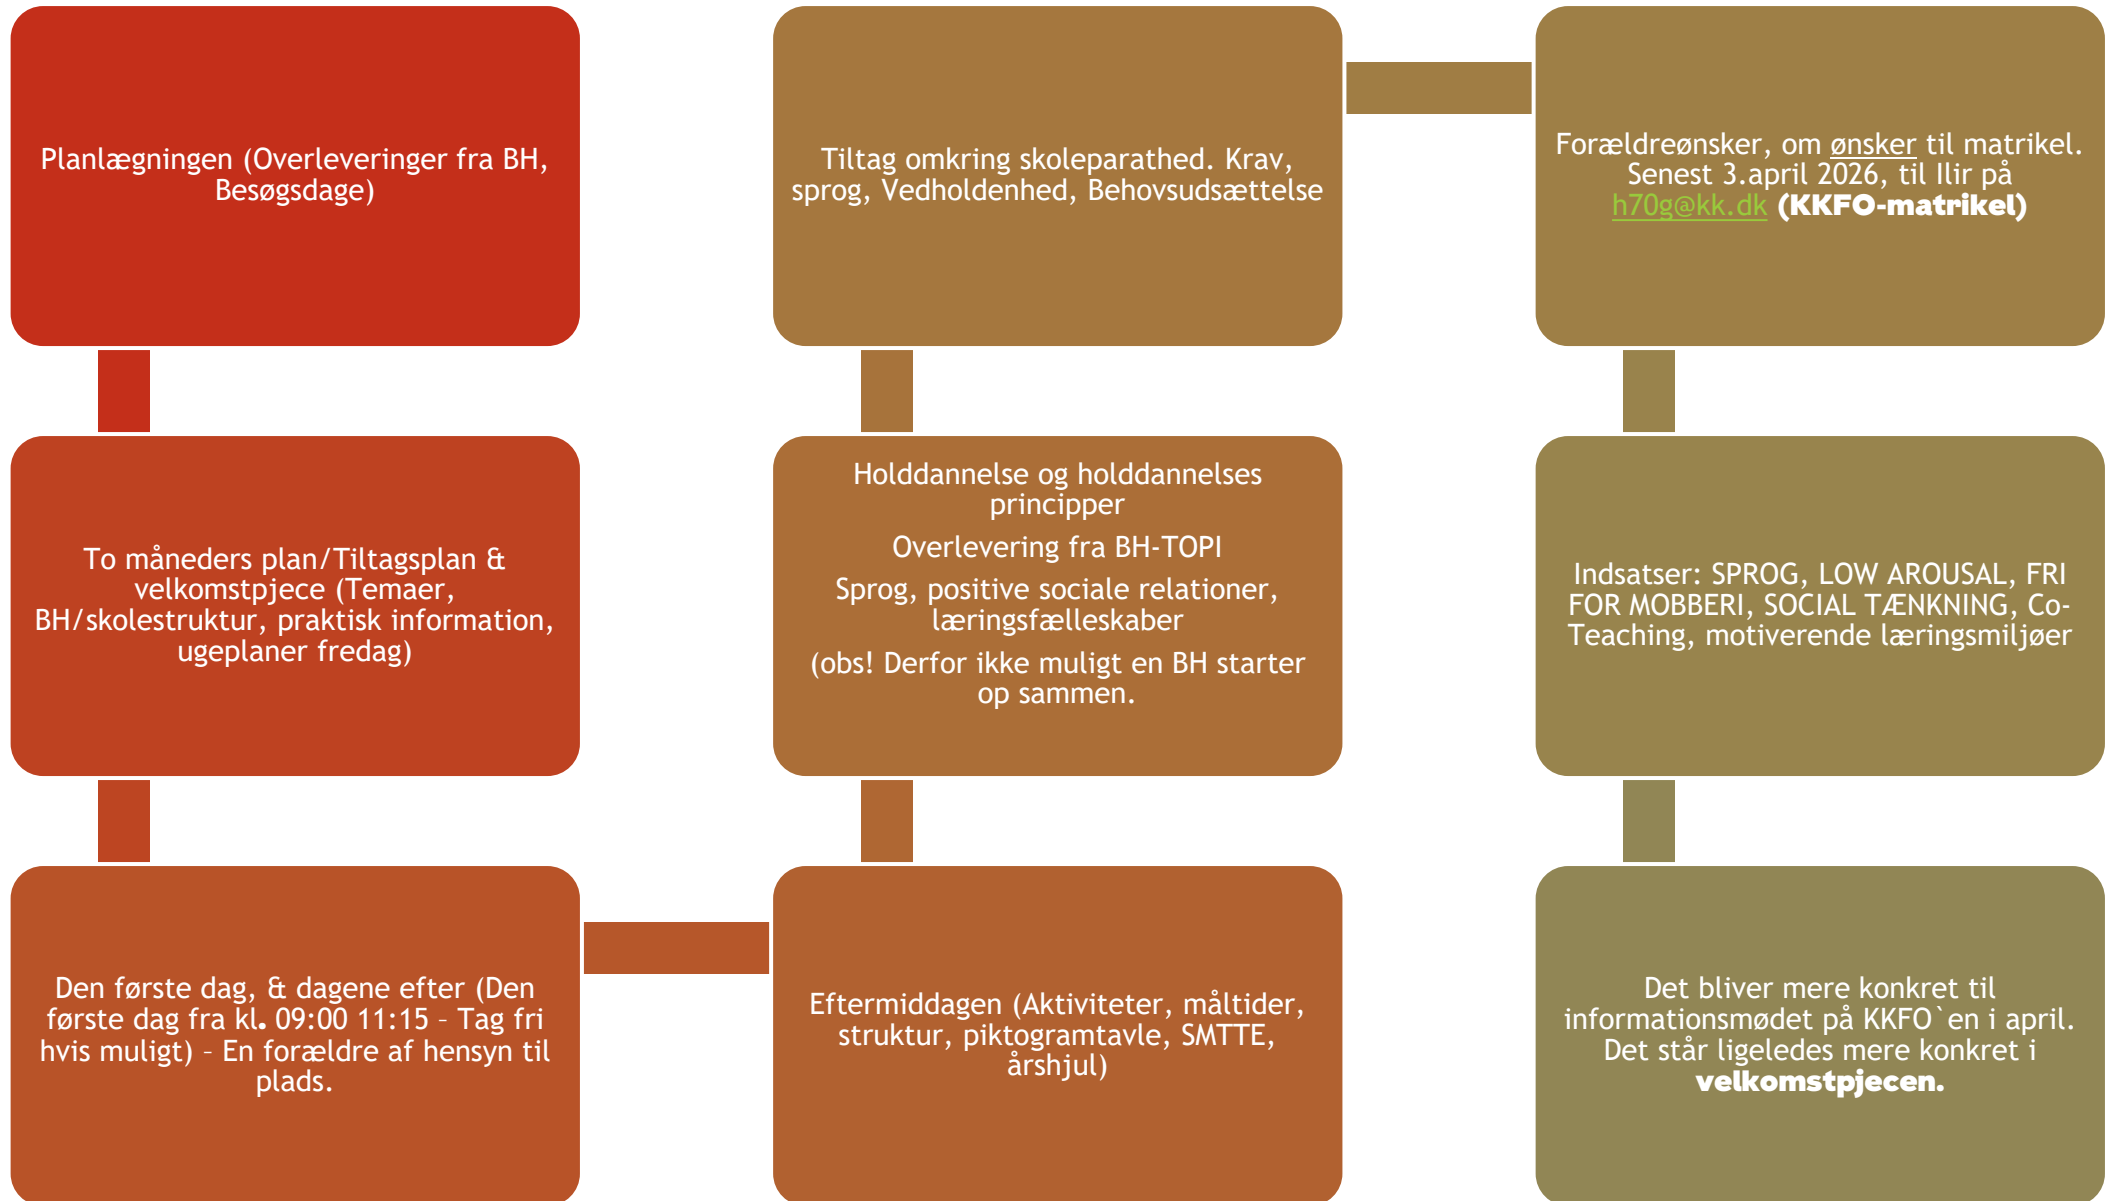 Planlægningen (Overleveringer fra BH,
Besøgsdage)
To måneders plan/Tiltagsplan &
velkomstpjece (Temaer,
BH/skolestruktur, praktisk information,
ugeplaner fredag)
Den første dag, & dagene efter (Den
første dag fra kl. 09:00 11:15 – Tag fri
hvis muligt) – En forældre af hensyn til
plads.
Eftermiddagen (Aktiviteter, måltider,
struktur, piktogramtavle, SMTTE,
årshjul)
Holddannelse og holddannelses
principper
Overlevering fra BH-TOPI
Sprog, positive sociale relationer,
læringsfælleskaber
(obs! Derfor ikke muligt en BH starter
op sammen.
Tiltag omkring skoleparathed. Krav,
sprog, Vedholdenhed, Behovsudsættelse
Forældreønsker, om ønsker til matrikel.
Senest 3.april 2026, til Ilir på
h70g@kk.dk (KKFO-matrikel)
Indsatser: SPROG, LOW AROUSAL, FRI
FOR MOBBERI, SOCIAL TÆNKNING, Co-
Teaching, motiverende læringsmiljøer
Det bliver mere konkret til
informationsmødet på KKFO`en i april.
Det står ligeledes mere konkret i
velkomstpjecen.